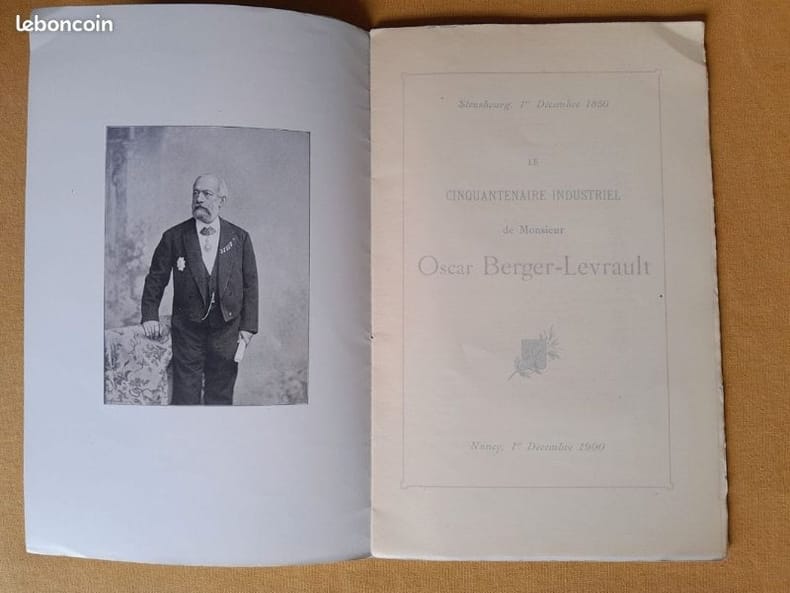 leboncoin
Strasbourg, 1er Décembre 1850
LE
CINQUANTENAIRE INDUSTRIEL
de Monsieur
Oscar Berger-Levrault
Nancy, 1er Décembre 1900